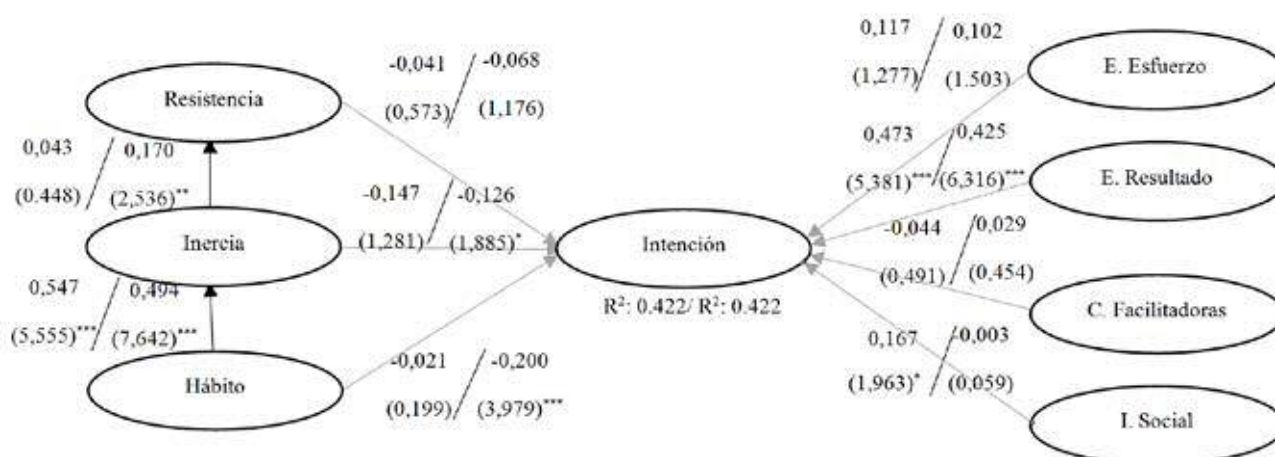 0,117 / 0,102
(1,277) (1.503)
E. Esfuerzo
-0,041 / -0,068
(0,573) (1,176)
Resistencia
0,043 / 0,170
(0.448) (2,536)**
0,473 / 0,425
(5,381)*** (6,316)***
E. Resultado
-0,147 / -0,126
(1,281) (1,885)*
Inercia
Intención
R²: 0.422/ R²: 0.422
-0,044 / 0,029
(0,491) (0,454)
C. Facilitadoras
0,547 / 0,494
(5,555)*** (7,642)***
Hábito
-0,021 / -0,200
(0,199) (3,979)***
0,167 / -0,003
(1,963)* (0,059)
I. Social